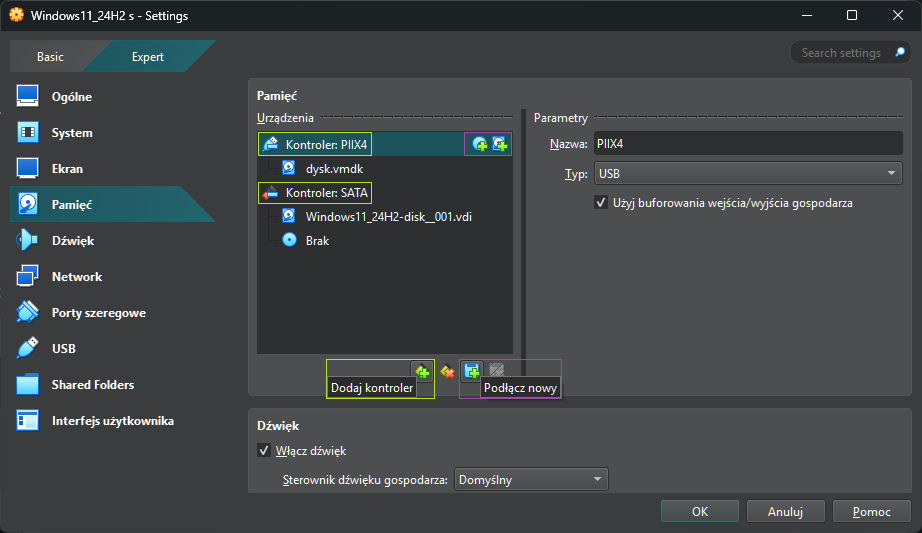 Windows11_24H2 s - Settings
Basic
Expert
Search settings
Ogólne
System
Ekran
Pamięć
Dźwięk
Network
Porty szeregowe
USB
Shared Folders
Interfejs użytkownika
Pamięć
Urządzenia
Kontroler: PIIX4
dysk.vmdk
Kontroler: SATA
Windows11_24H2-disk__001.vdi
Brak
Dodaj kontroler
Podłącz nowy
Parametry
Nazwa: PIIX4
Typ: USB
Użyj buforowania wejścia/wyjścia gospodarza
Dźwięk
Włącz dźwięk
Sterownik dźwięku gospodarza: Domyślny
OK
Anuluj
Pomoc